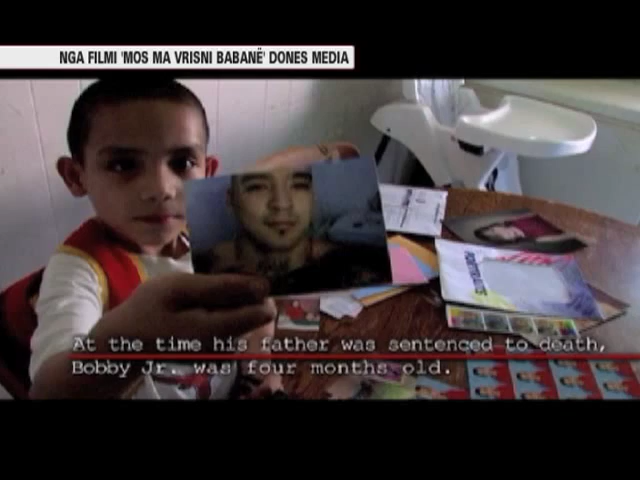 NGA FILMI 'MOS MA VRISNI BABANË' DONES MEDIA
At the time his father was sentenced to death,
Bobby Jr. was four months old.